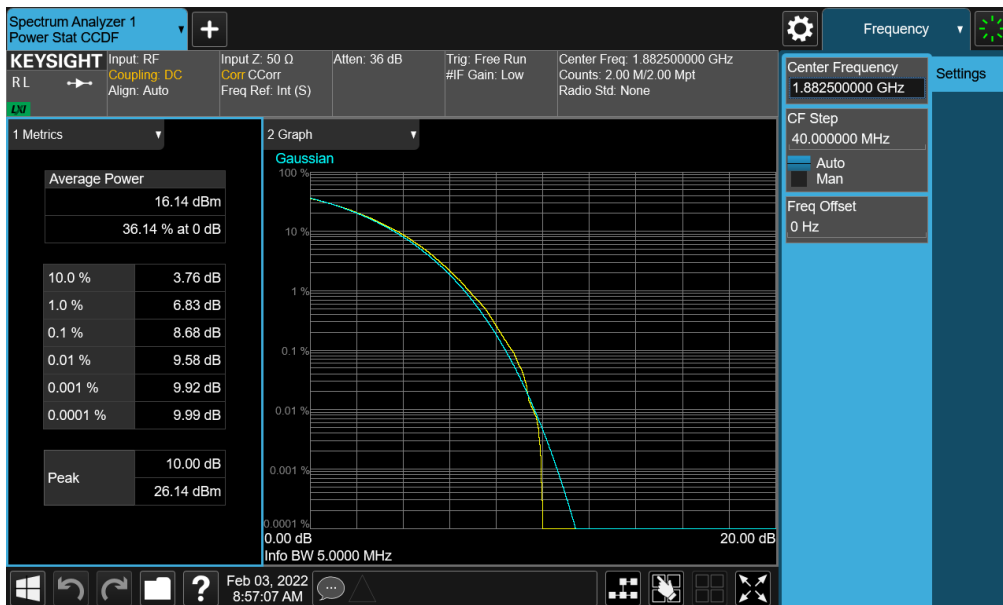 Spectrum Analyzer 1
Power Stat CCDF
Frequency
KEYSIGHT
R L
LXI
Input: RF
Coupling: DC
Align: Auto
Input Z: 50 Ω
Corr CCorr
Freq Ref: Int (S)
Atten: 36 dB
Trig: Free Run
#IF Gain: Low
Center Freq: 1.882500000 GHz
Counts: 2.00 M/2.00 Mpt
Radio Std: None
Center Frequency
1.882500000 GHz
Settings
CF Step
40.000000 MHz
Auto
Man
Freq Offset
0 Hz
1 Metrics
Average Power
16.14 dBm
36.14 % at 0 dB
10.0 % 3.76 dB
1.0 % 6.83 dB
0.1 % 8.68 dB
0.01 % 9.58 dB
0.001 % 9.92 dB
0.0001 % 9.99 dB
Peak
10.00 dB
26.14 dBm
2 Graph
Gaussian
100 %
10 %
1 %
0.1 %
0.01 %
0.001 %
0.0001 %
0.00 dB 20.00 dB
Info BW 5.0000 MHz
?
Feb 03, 2022
8:57:07 AM